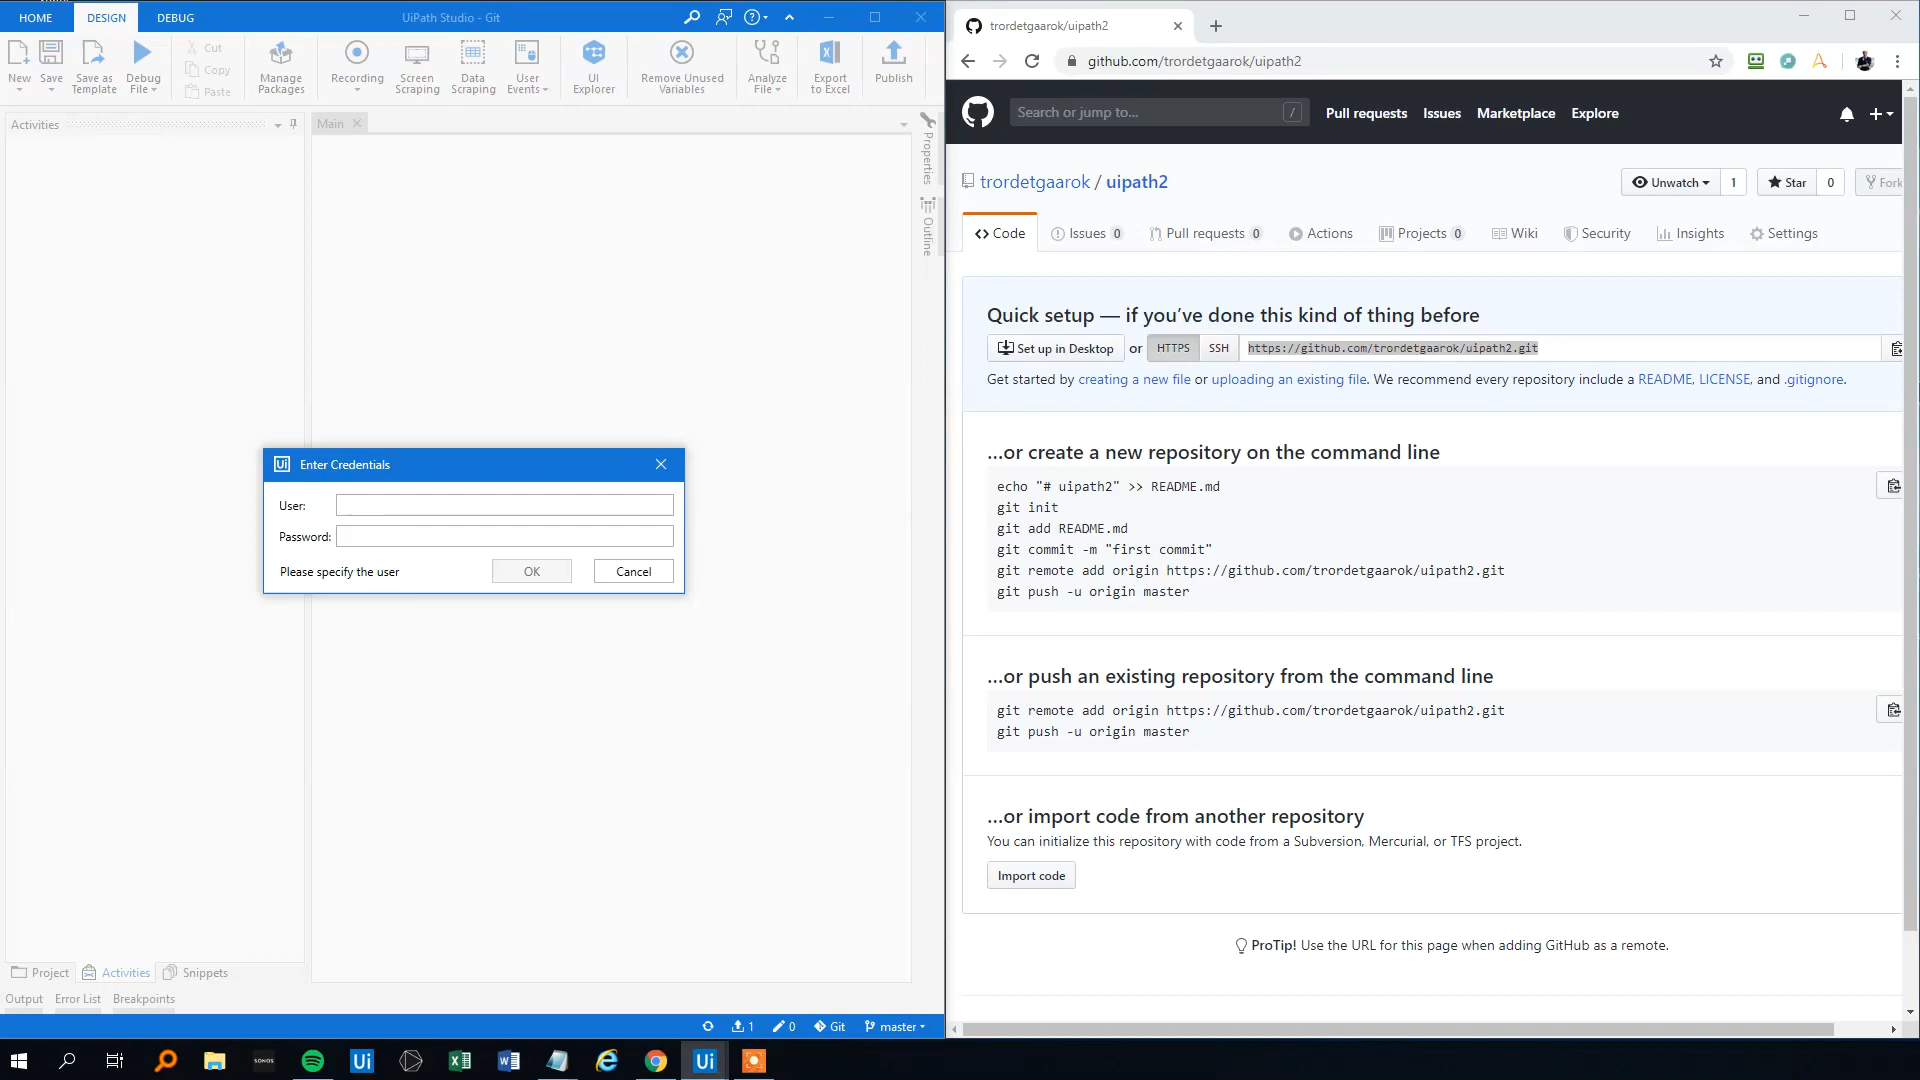 HOME DESIGN DEBUG UiPath Studio - Git
New Save Save as Template Debug File Cut Copy Paste Manage Packages Recording Screen Scraping Data Scraping User Events UI Explorer Remove Unused Variables Analyze File Export to Excel Publish
Activities
Main
Properties
Outline
Enter Credentials
User:
Password:
Please specify the user OK Cancel
Project Activities Snippets
Output Error List Breakpoints
1 0 Git master
trordetgaarok/uipath2
github.com/trordetgaarok/uipath2
Search or jump to... / Pull requests Issues Marketplace Explore
trordetgaarok / uipath2 Unwatch 1 Star 0 Fork
Code Issues 0 Pull requests 0 Actions Projects 0 Wiki Security Insights Settings
Quick setup — if you’ve done this kind of thing before
Set up in Desktop or HTTPS SSH https://github.com/trordetgaarok/uipath2.git
Get started by creating a new file or uploading an existing file. We recommend every repository include a README, LICENSE, and .gitignore.
…or create a new repository on the command line
echo "# uipath2" >> README.md
git init
git add README.md
git commit -m "first commit"
git remote add origin https://github.com/trordetgaarok/uipath2.git
git push -u origin master
…or push an existing repository from the command line
git remote add origin https://github.com/trordetgaarok/uipath2.git
git push -u origin master
…or import code from another repository
You can initialize this repository with code from a Subversion, Mercurial, or TFS project.
Import code
ProTip! Use the URL for this page when adding GitHub as a remote.
SONOS Ui Ui